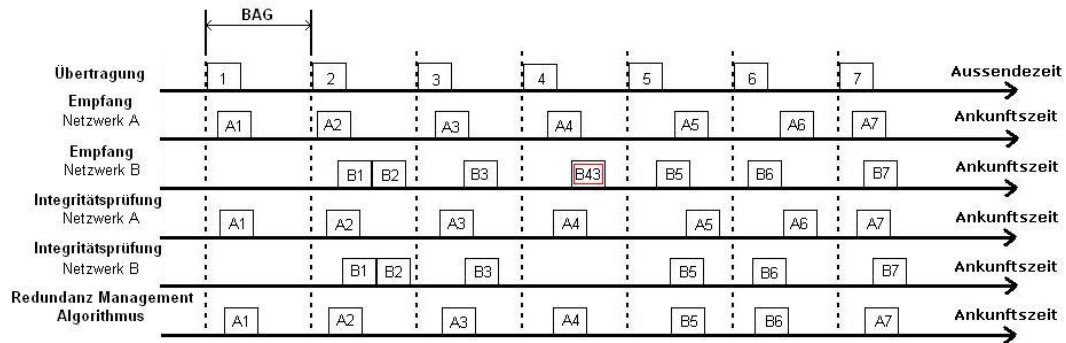 BAG
Übertragung 1 2 3 4 5 6 7 Aussendezeit
Empfang
Netzwerk A A1 A2 A3 A4 A5 A6 A7 Ankunftszeit
Empfang
Netzwerk B B1 B2 B3 B43 B5 B6 B7 Ankunftszeit
Integritätsprüfung
Netzwerk A A1 A2 A3 A4 A5 A6 A7 Ankunftszeit
Integritätsprüfung
Netzwerk B B1 B2 B3 B5 B6 B7 Ankunftszeit
Redundanz Management
Algorithmus A1 A2 A3 A4 B5 B6 A7 Ankunftszeit